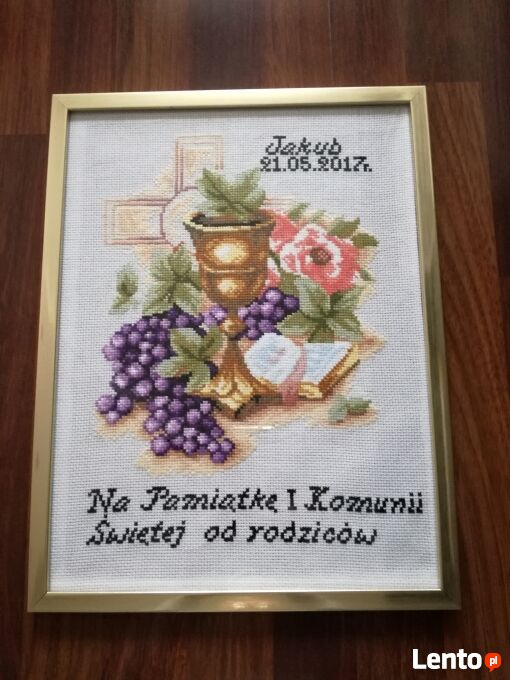 Jakub
21.05.2017r.
Na Pamiątkę I Komunii
Świętej od rodziców
Lento pl